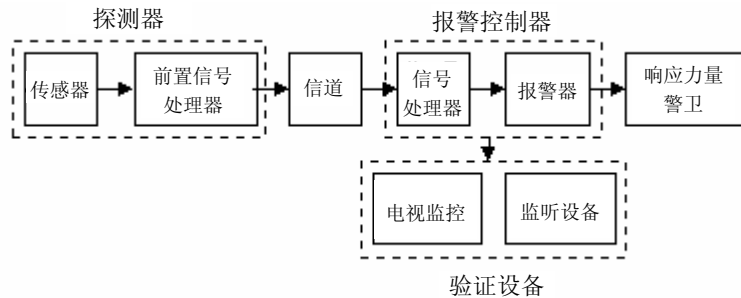 探测器
报警控制器
传感器
前置信号
处理器
信道
信号
处理器
报警器
响应力量
警卫
电视监控
监听设备
验证设备